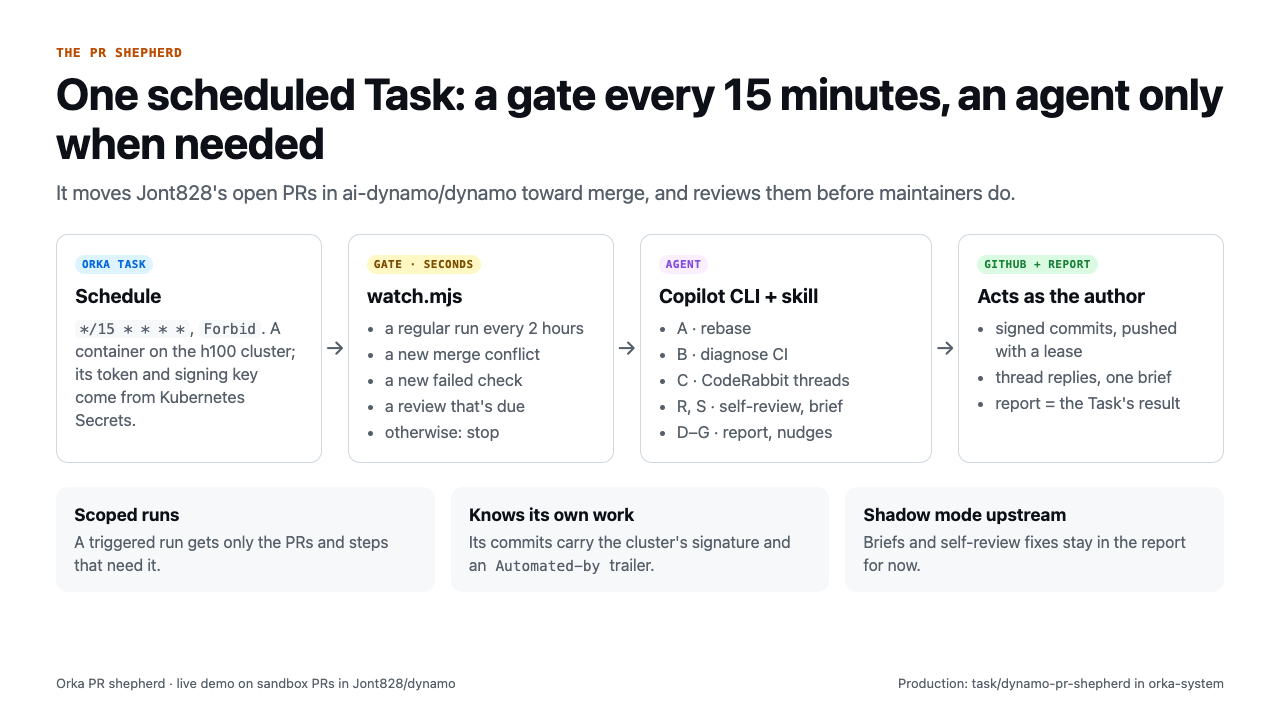 THE PR SHEPHERD
One scheduled Task: a gate every 15 minutes, an agent only
when needed
It moves Jont828's open PRs in ai-dynamo/dynamo toward merge, and reviews them before maintainers do.
ORKA TASK
Schedule
*/15 * * * *, Forbid. A
container on the h100 cluster;
its token and signing key
come from Kubernetes
Secrets.
→
GATE · SECONDS
watch.mjs
• a regular run every 2 hours
• a new merge conflict
• a new failed check
• a review that's due
• otherwise: stop
→
AGENT
Copilot CLI + skill
• A · rebase
• B · diagnose CI
• C · CodeRabbit threads
• R, S · self-review, brief
• D–G · report, nudges
→
GITHUB + REPORT
Acts as the author
• signed commits, pushed
with a lease
• thread replies, one brief
• report = the Task's result
Scoped runs
A triggered run gets only the PRs and steps
that need it.
Knows its own work
Its commits carry the cluster's signature and
an Automated-by trailer.
Shadow mode upstream
Briefs and self-review fixes stay in the report
for now.
Orka PR shepherd · live demo on sandbox PRs in Jont828/dynamo
Production: task/dynamo-pr-shepherd in orka-system